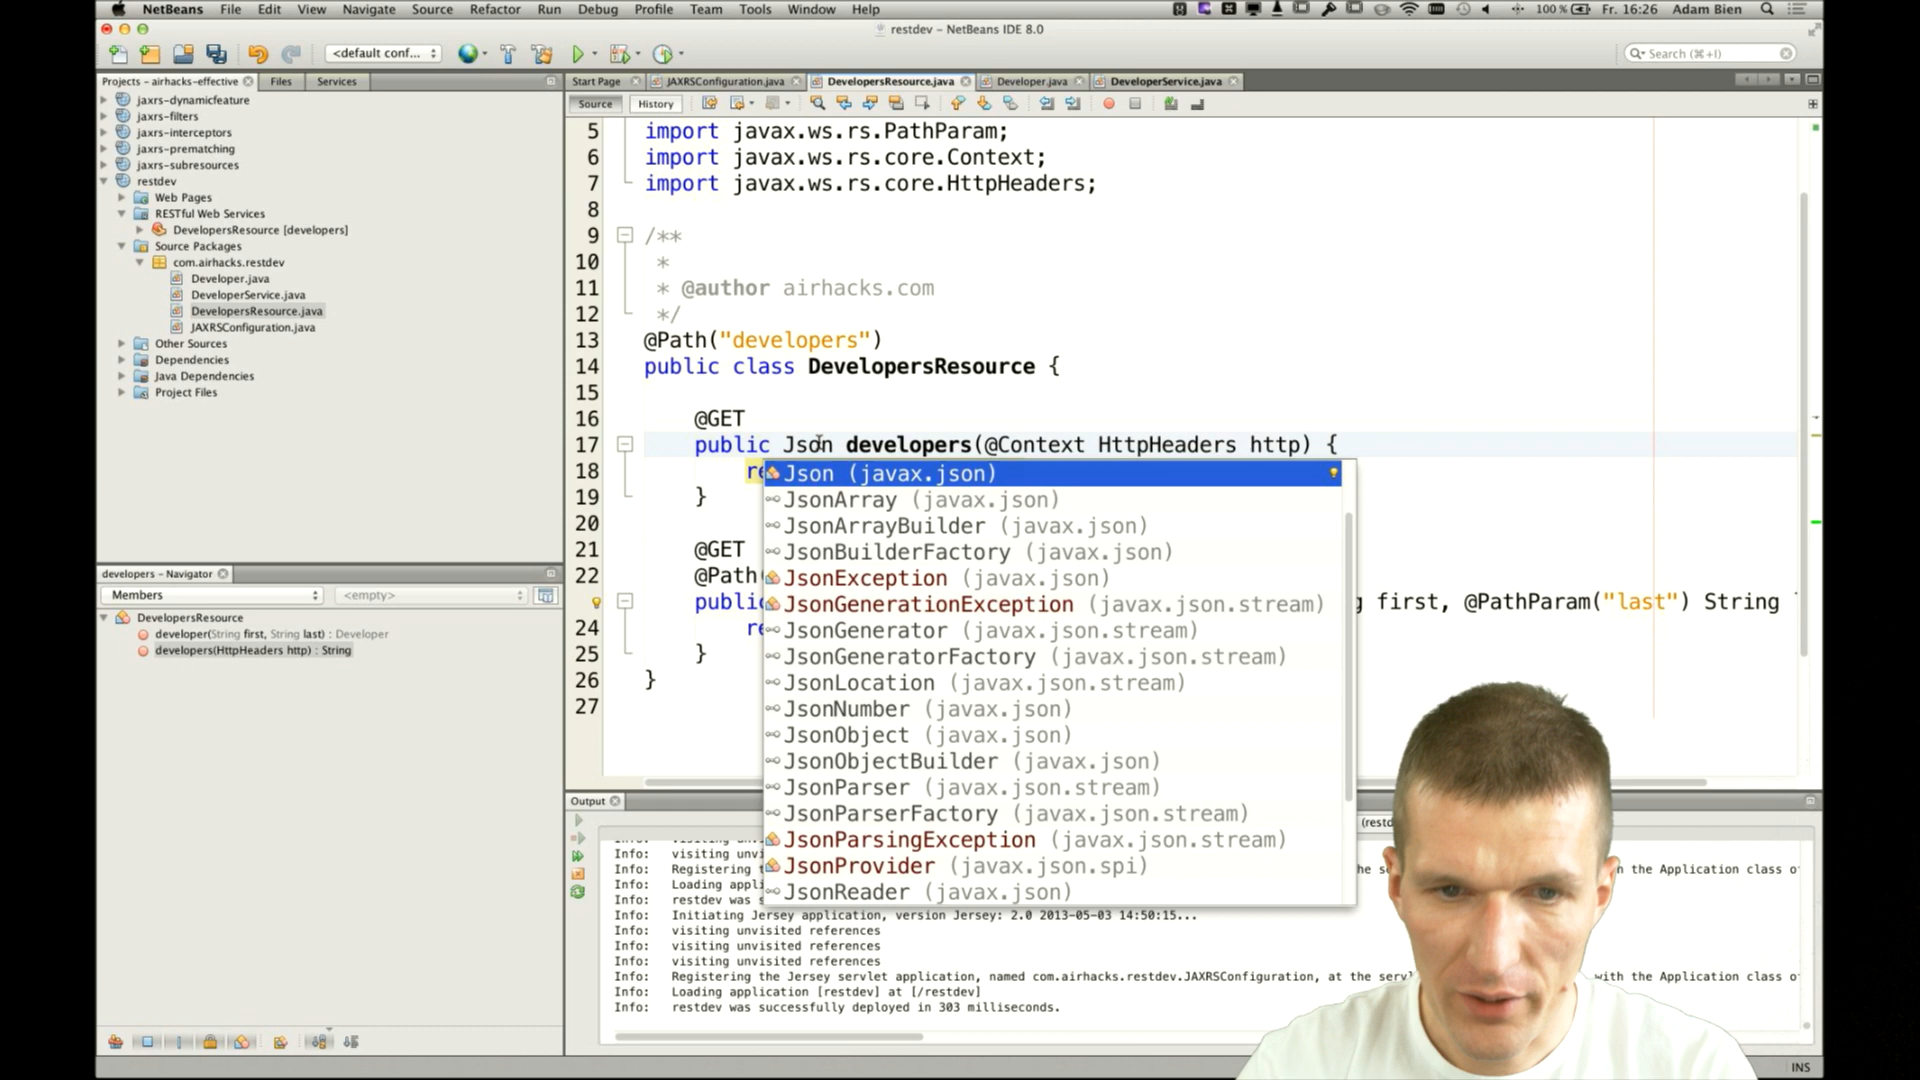 NetBeans File Edit View Navigate Source Refactor Run Debug Profile Team Tools Window Help
100 % Fr. 16:26 Adam Bien
restdev – NetBeans IDE 8.0
<default conf...
Search (⌘+I)
Projects – airhacks-effective Files Services
jaxrs-dynamicfeature
jaxrs-filters
jaxrs-interceptors
jaxrs-prematching
jaxrs-subresources
restdev
Web Pages
RESTful Web Services
DevelopersResource [developers]
Source Packages
com.airhacks.restdev
Developer.java
DeveloperService.java
DevelopersResource.java
JAXRSConfiguration.java
Other Sources
Dependencies
Java Dependencies
Project Files
developers – Navigator
Members
<empty>
DevelopersResource
developer(String first, String last) : Developer
developers(HttpHeaders http) : String
Start Page JAXRSConfiguration.java DevelopersResource.java Developer.java DeveloperService.java
Source History
5 import javax.ws.rs.PathParam;
6 import javax.ws.rs.core.Context;
7 import javax.ws.rs.core.HttpHeaders;
8
9 /**
10 *
11 * @author airhacks.com
12 */
13 @Path("developers")
14 public class DevelopersResource {
15
16 @GET
17 public Json developers(@Context HttpHeaders http) {
18 re
19 }
20
21 @GET
22 @Path(
public g first, @PathParam("last") String
24 re
25 }
26 }
27
Json (javax.json)
JsonArray (javax.json)
JsonArrayBuilder (javax.json)
JsonBuilderFactory (javax.json)
JsonException (javax.json)
JsonGenerationException (javax.json.stream)
JsonGenerator (javax.json.stream)
JsonGeneratorFactory (javax.json.stream)
JsonLocation (javax.json.stream)
JsonNumber (javax.json)
JsonObject (javax.json)
JsonObjectBuilder (javax.json)
JsonParser (javax.json.stream)
JsonParserFactory (javax.json.stream)
JsonParsingException (javax.json.stream)
JsonProvider (javax.json.spi)
JsonReader (javax.json)
Output
(restd
Info: visiting unvi
Info: Registering t he s n the Application class o
Info: Loading appli
Info: restdev was s
Info: Initiating Jersey application, version Jersey: 2.0 2013-05-03 14:50:15...
Info: visiting unvisited references
Info: visiting unvisited references
Info: visiting unvisited references
Info: Registering the Jersey servlet application, named com.airhacks.restdev.JAXRSConfiguration, at the serv with the Application class o
Info: Loading application [restdev] at [/restdev]
Info: restdev was successfully deployed in 303 milliseconds.
INS